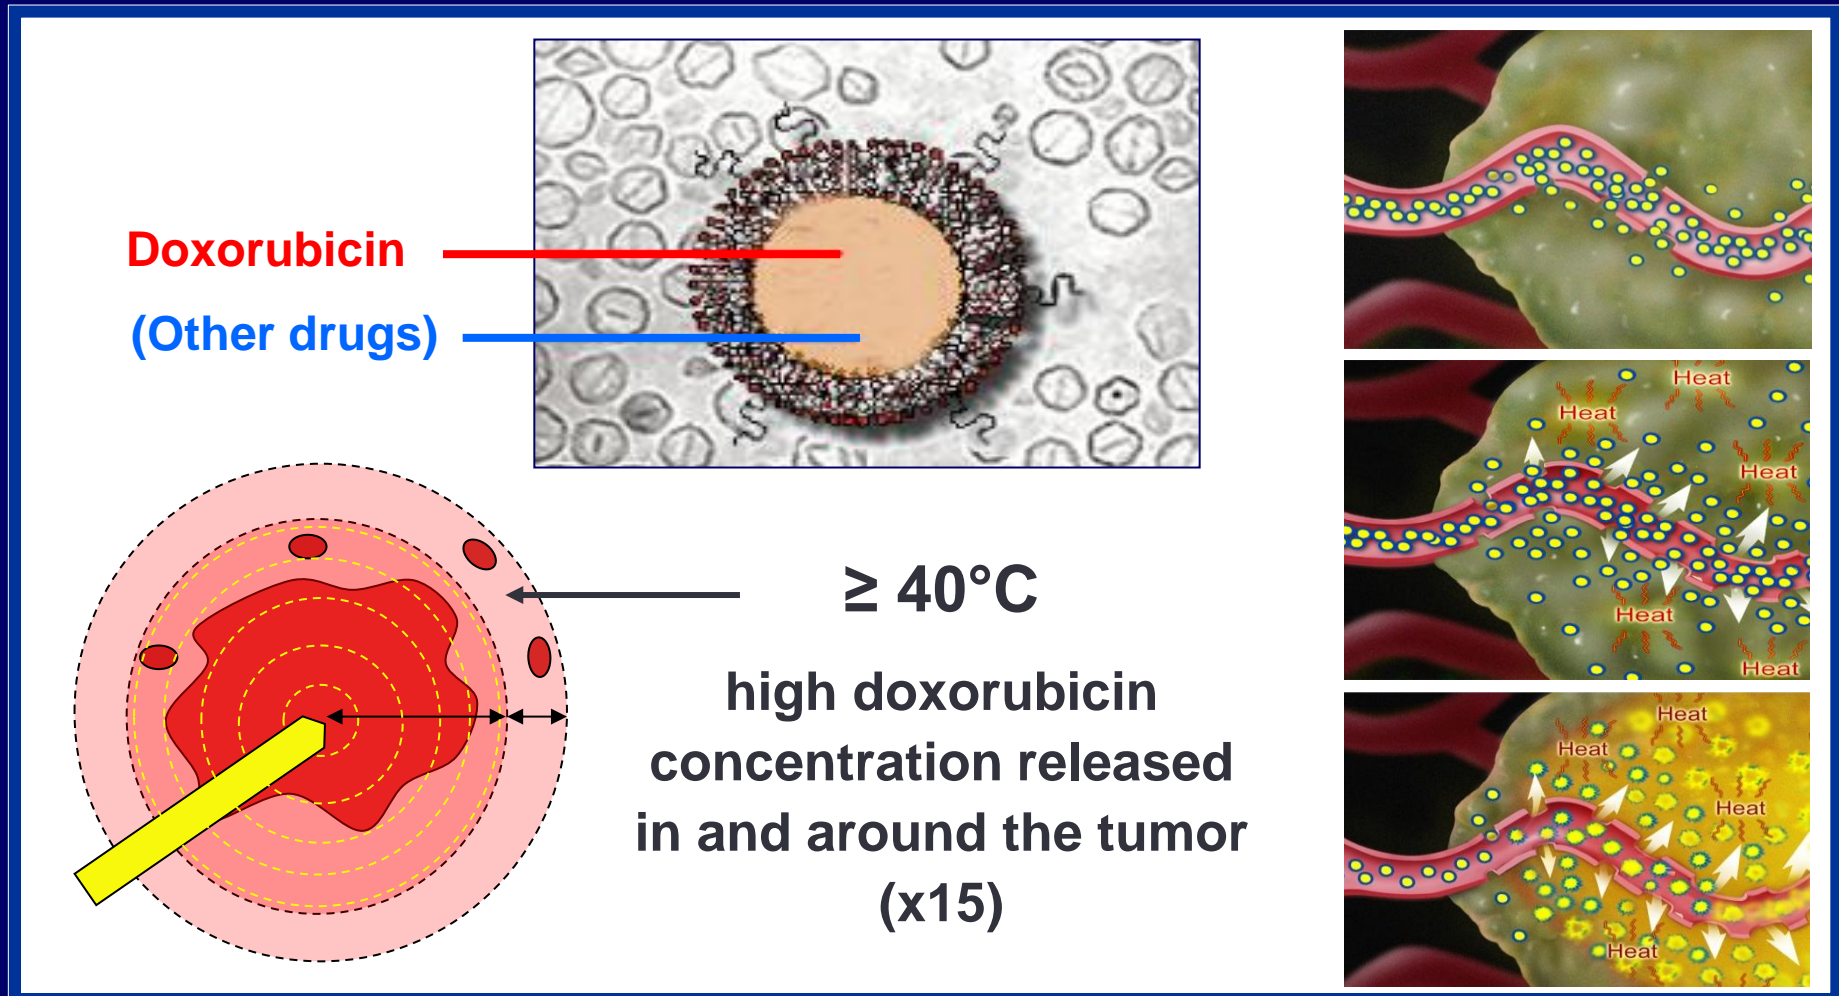 Doxorubicin
(Other drugs)
≥ 40°C
high doxorubicin
concentration released
in and around the tumor
(x15)
Heat
Heat
Heat
Heat
Heat
Heat
Heat
Heat
Heat